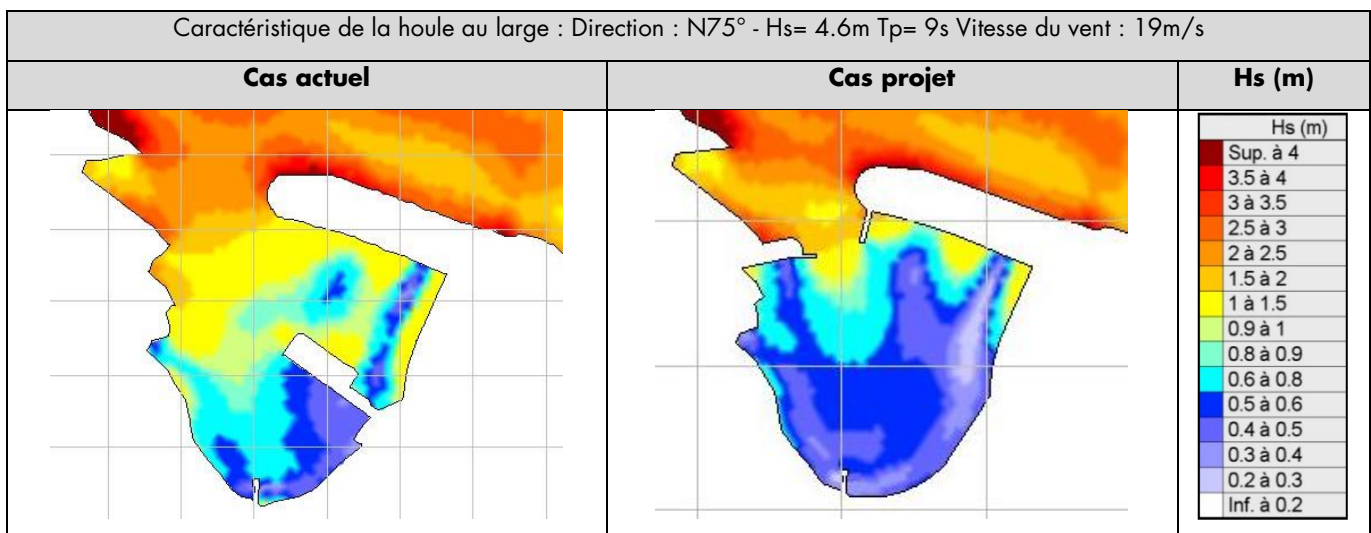 Caractéristique de la houle au large : Direction : N75° - Hs= 4.6m Tp= 9s Vitesse du vent : 19m/s
Cas actuel
Cas projet
Hs (m)
Hs (m)
Sup. à 4
3.5 à 4
3 à 3.5
2.5 à 3
2 à 2.5
1.5 à 2
1 à 1.5
0.9 à 1
0.8 à 0.9
0.6 à 0.8
0.5 à 0.6
0.4 à 0.5
0.3 à 0.4
0.2 à 0.3
Inf. à 0.2